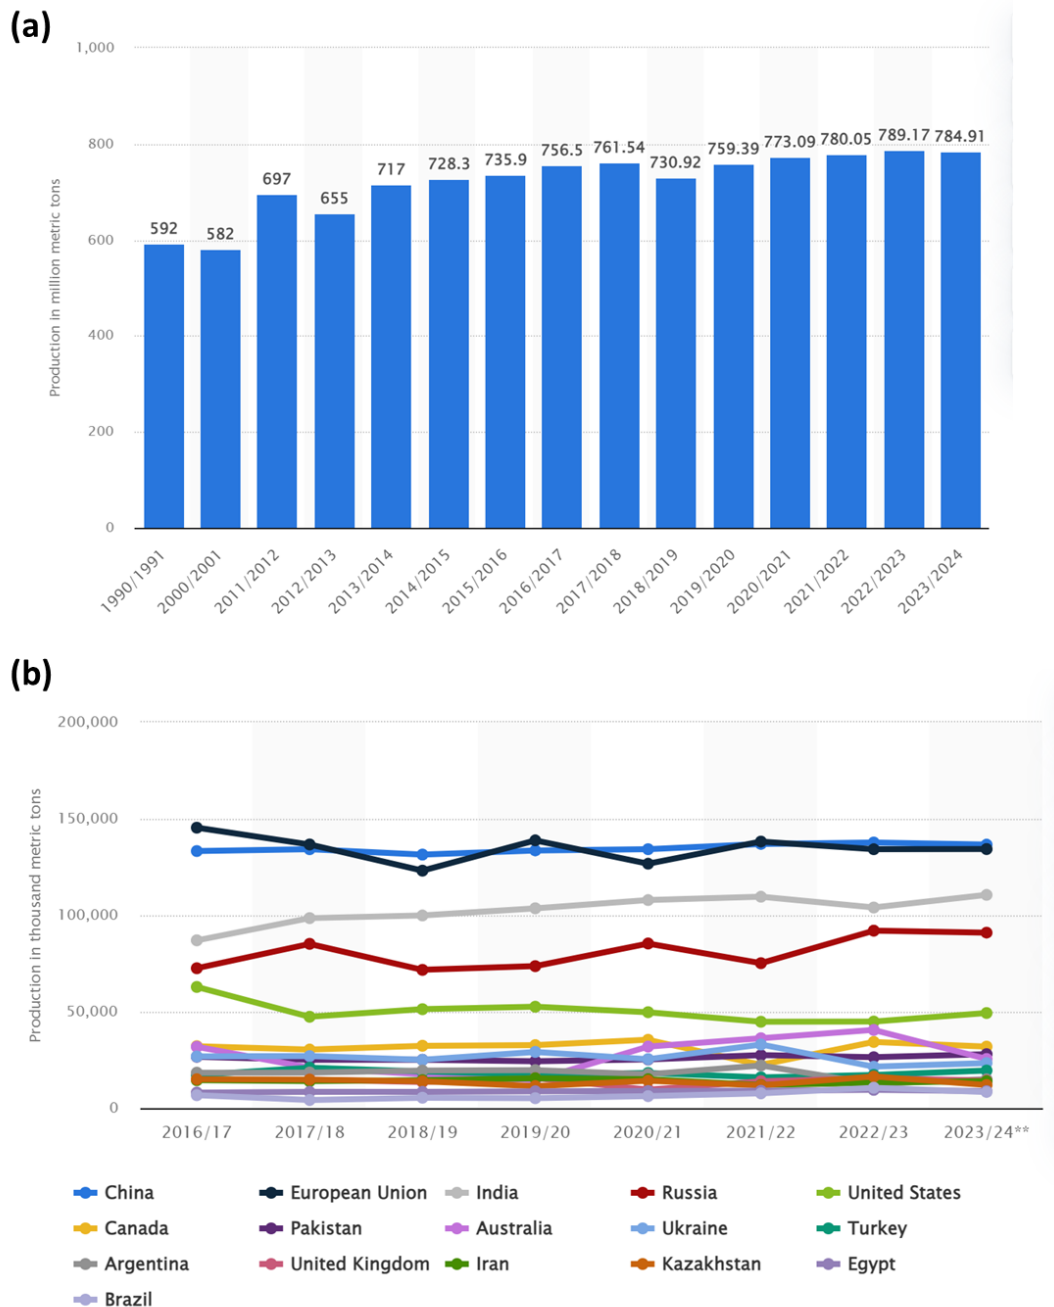 (a)
1,000
800
600
400
200
0
Production in million metric tons
592
582
697
655
717
728.3
735.9
756.5
761.54
730.92
759.39
773.09
780.05
789.17
784.91
1990/1991
2000/2001
2011/2012
2012/2013
2013/2014
2014/2015
2015/2016
2016/2017
2017/2018
2018/2019
2019/2020
2020/2021
2021/2022
2022/2023
2023/2024
(b)
200,000
150,000
100,000
50,000
0
Production in thousand metric tons
2016/17
2017/18
2018/19
2019/20
2020/21
2021/22
2022/23
2023/24**
China
European Union
India
Russia
United States
Canada
Pakistan
Australia
Ukraine
Turkey
Argentina
United Kingdom
Iran
Kazakhstan
Egypt
Brazil